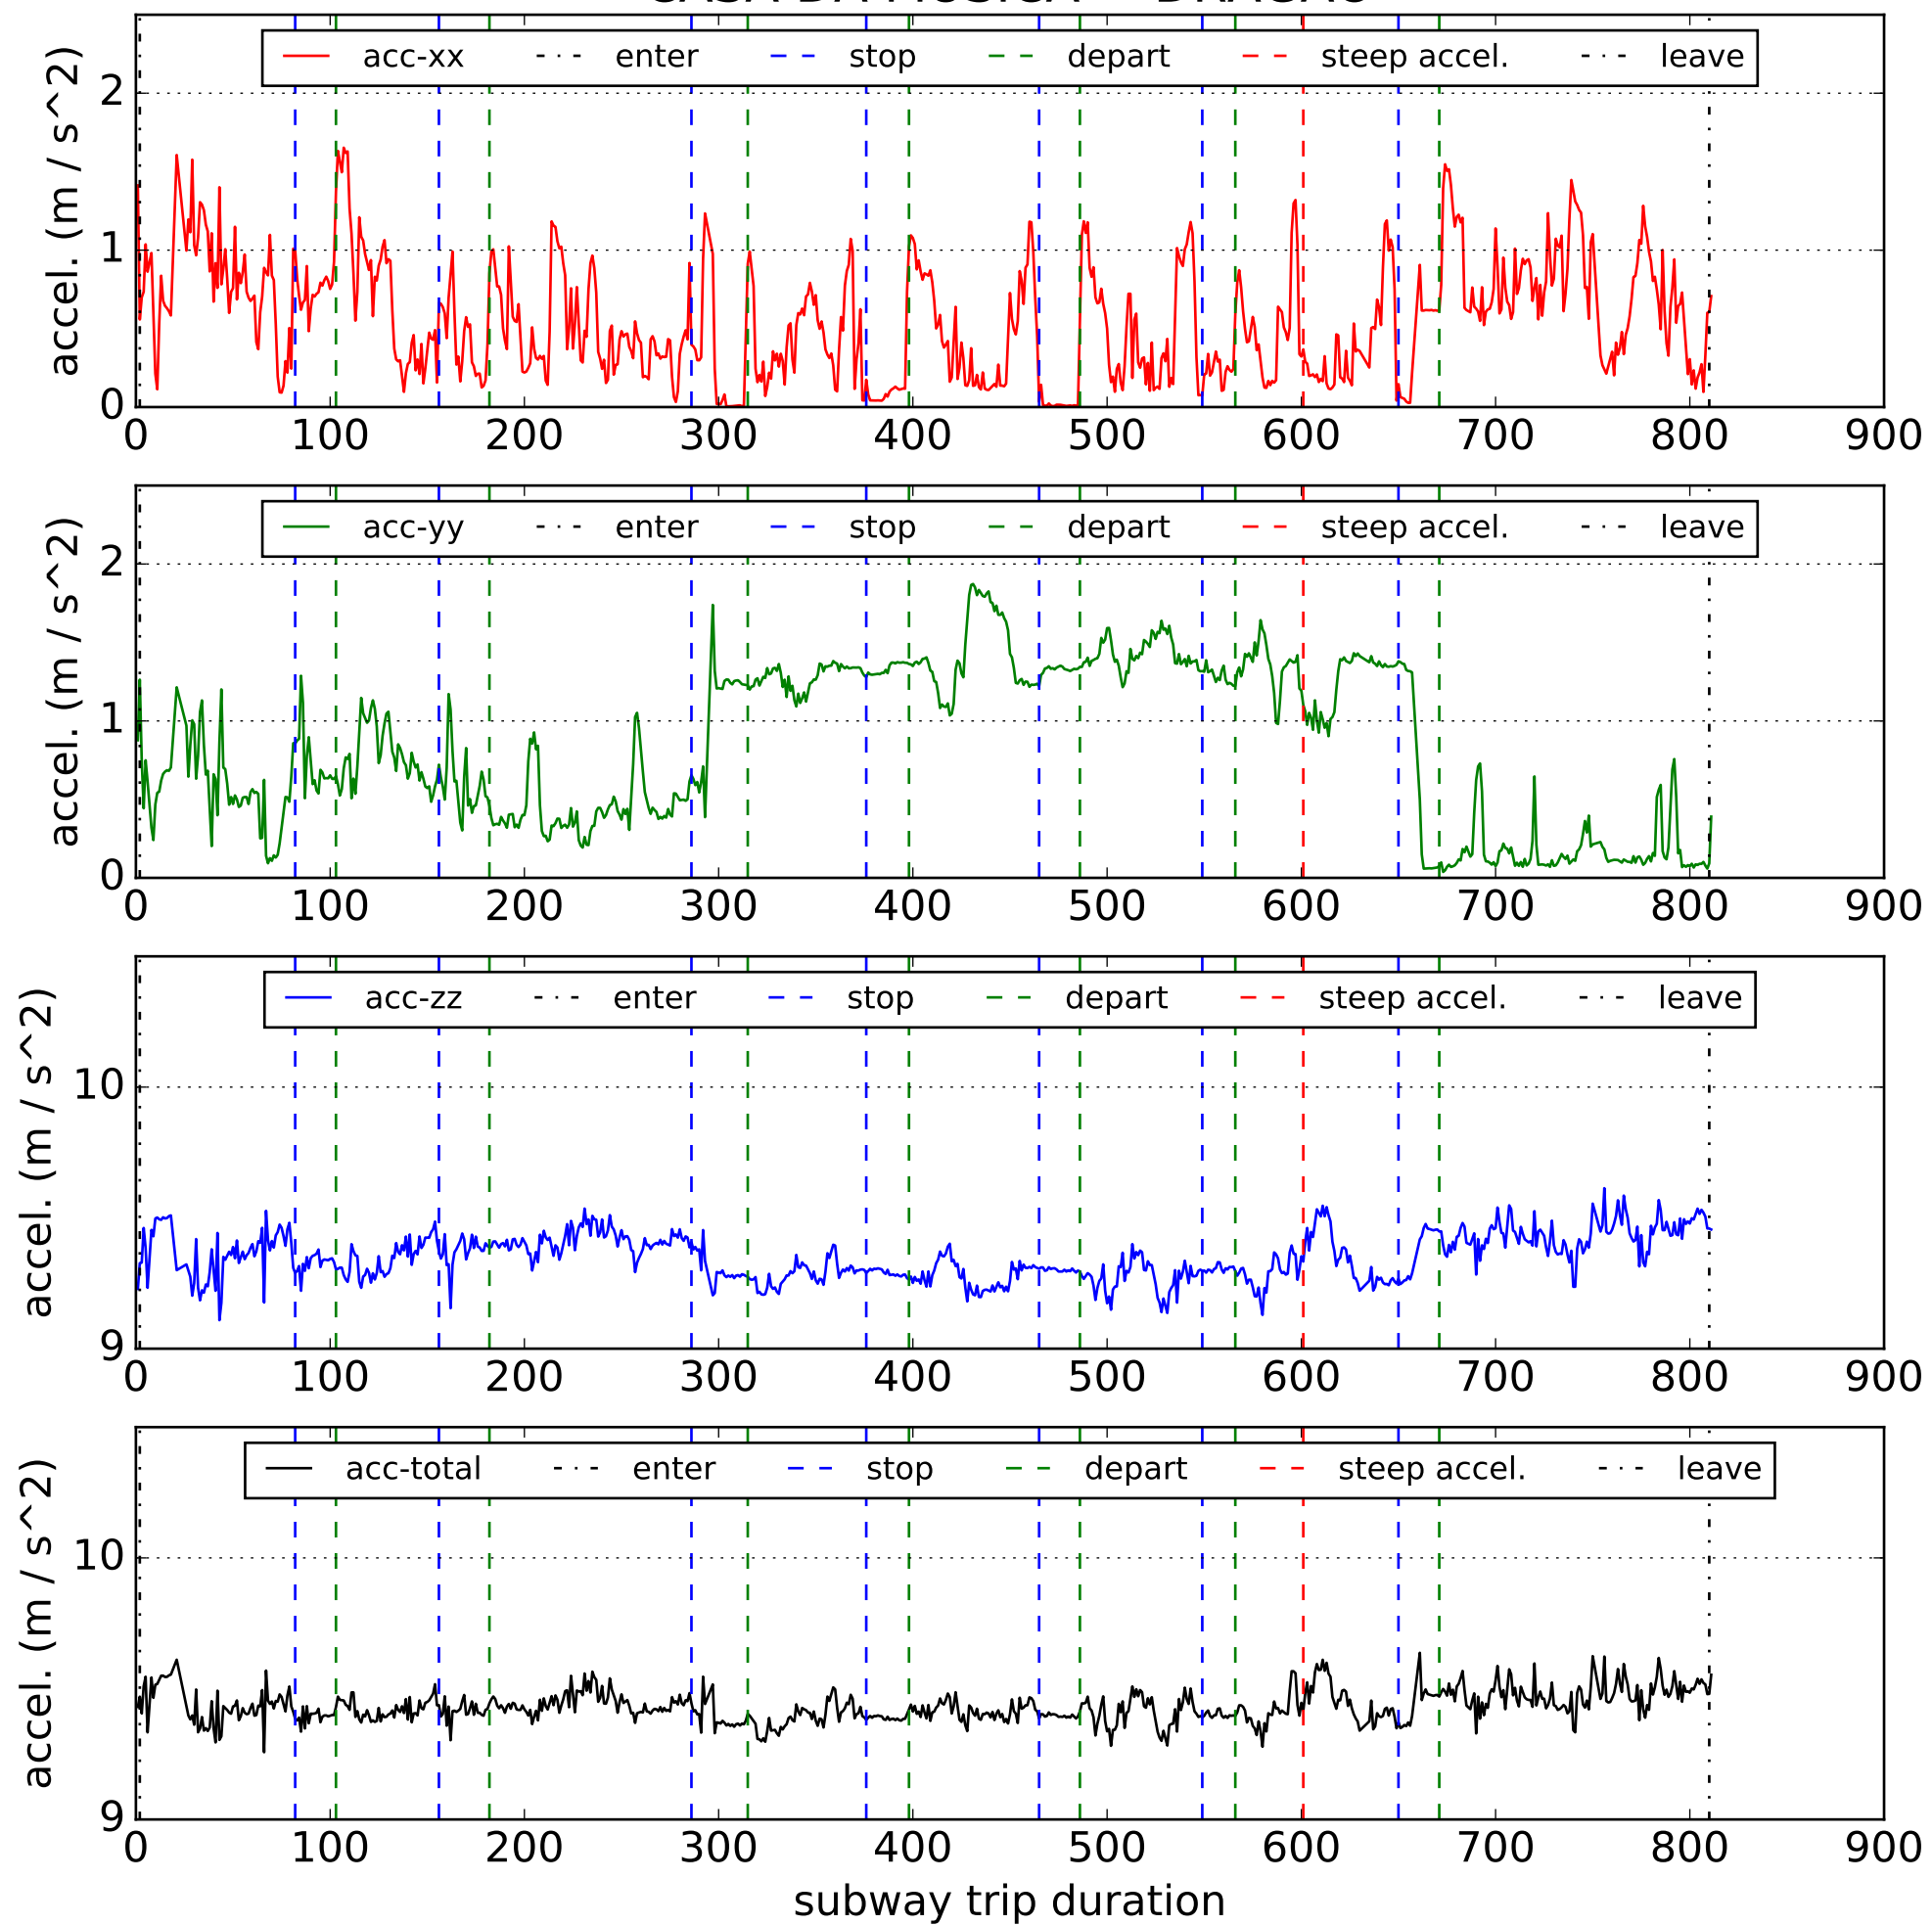 accel. (m / s^2)
acc-xx enter stop depart steep accel. leave
2
1
0
0 100 200 300 400 500 600 700 800 900
accel. (m / s^2)
acc-yy enter stop depart steep accel. leave
2
1
0
0 100 200 300 400 500 600 700 800 900
accel. (m / s^2)
acc-zz enter stop depart steep accel. leave
10
9
0 100 200 300 400 500 600 700 800 900
accel. (m / s^2)
acc-total enter stop depart steep accel. leave
10
9
0 100 200 300 400 500 600 700 800 900
subway trip duration